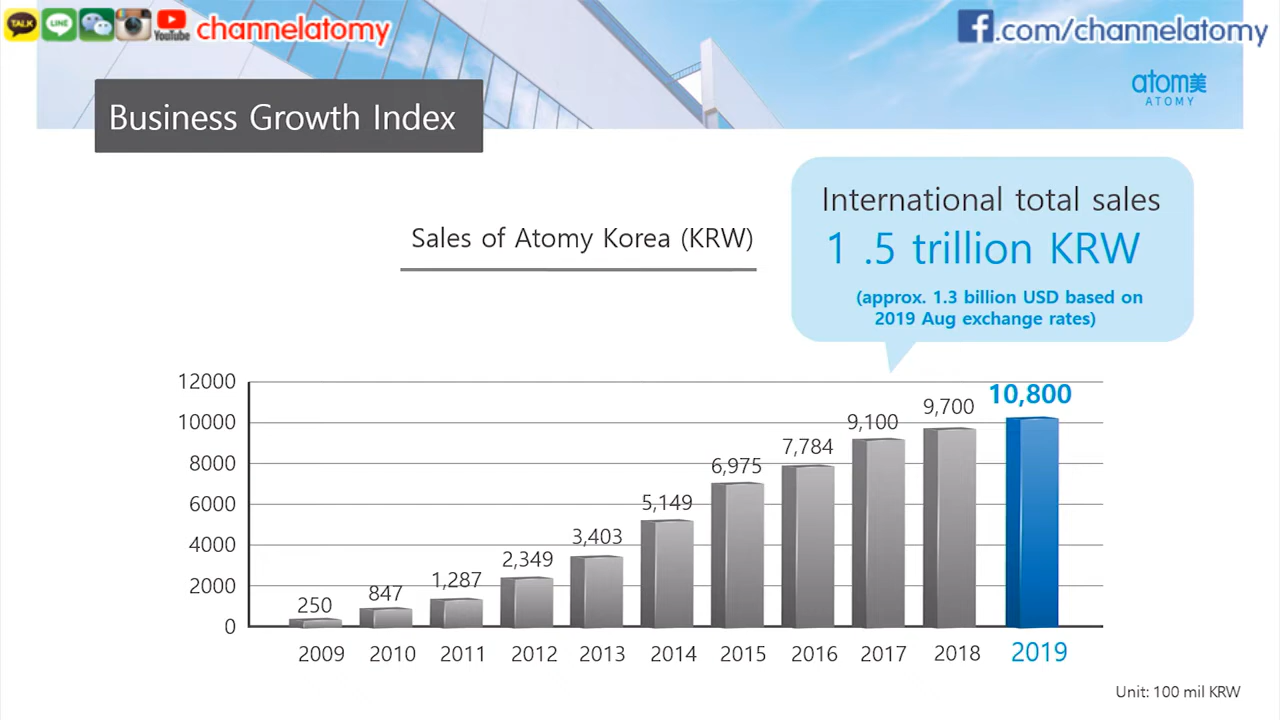 TALK
LINE
YouTube
channelatomy
f.com/channelatomy
atom美
ATOMY
Business Growth Index
International total sales
1 .5 trillion KRW
(approx. 1.3 billion USD based on
2019 Aug exchange rates)
Sales of Atomy Korea (KRW)
12000
10000
8000
6000
4000
2000
0
250
847
1,287
2,349
3,403
5,149
6,975
7,784
9,100
9,700
10,800
2009
2010
2011
2012
2013
2014
2015
2016
2017
2018
2019
Unit: 100 mil KRW